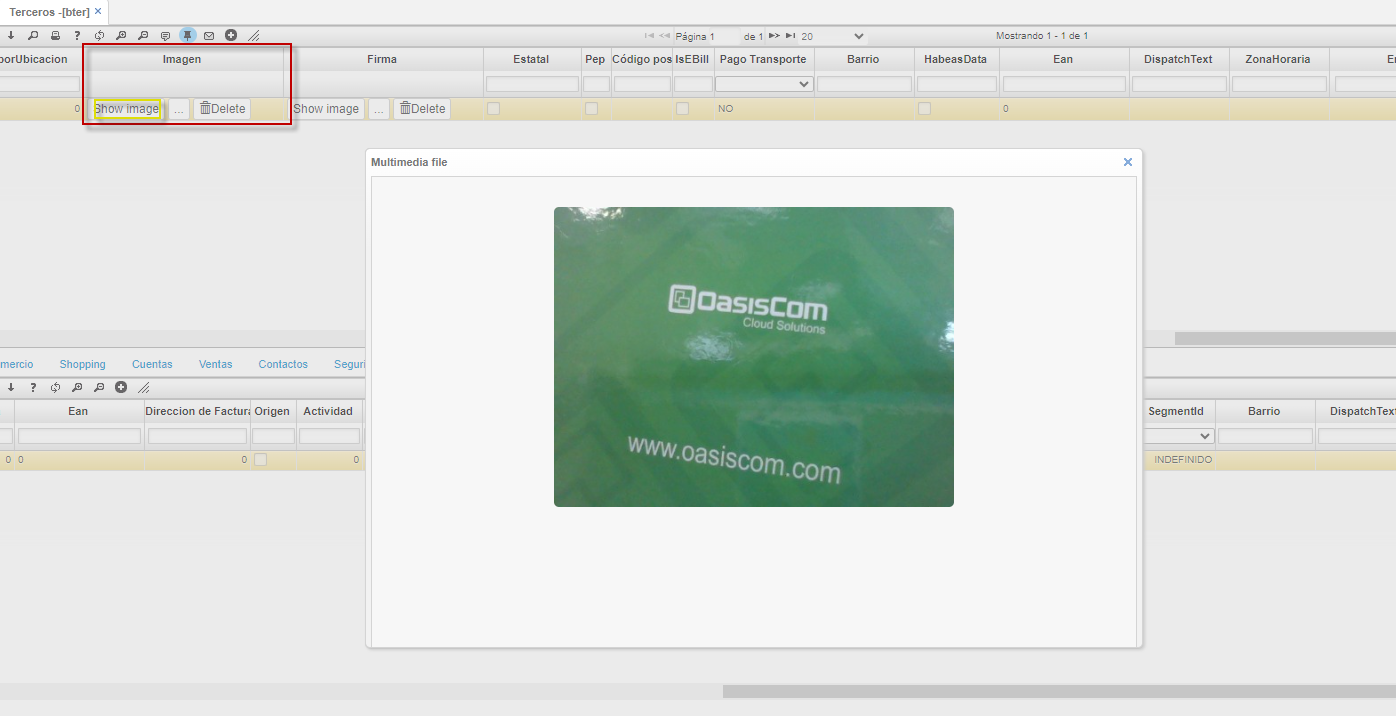 Terceros -[bter]
Página 1 de 1 20
Mostrando 1 - 1 de 1
porUbicacion Imagen Firma Estatal Pep Código pos IsEBill Pago Transporte Barrio HabeasData Ean DispatchText ZonaHoraria
0 Show image ... Delete Show image ... Delete NO 0
Multimedia file
OasisCom
Cloud Solutions
www.oasiscom.com
mercio Shopping Cuentas Ventas Contactos Seguri
Ean Direccion de Factura Origen Actividad SegmentId Barrio DispatchText
0 0 0 0 INDEFINIDO